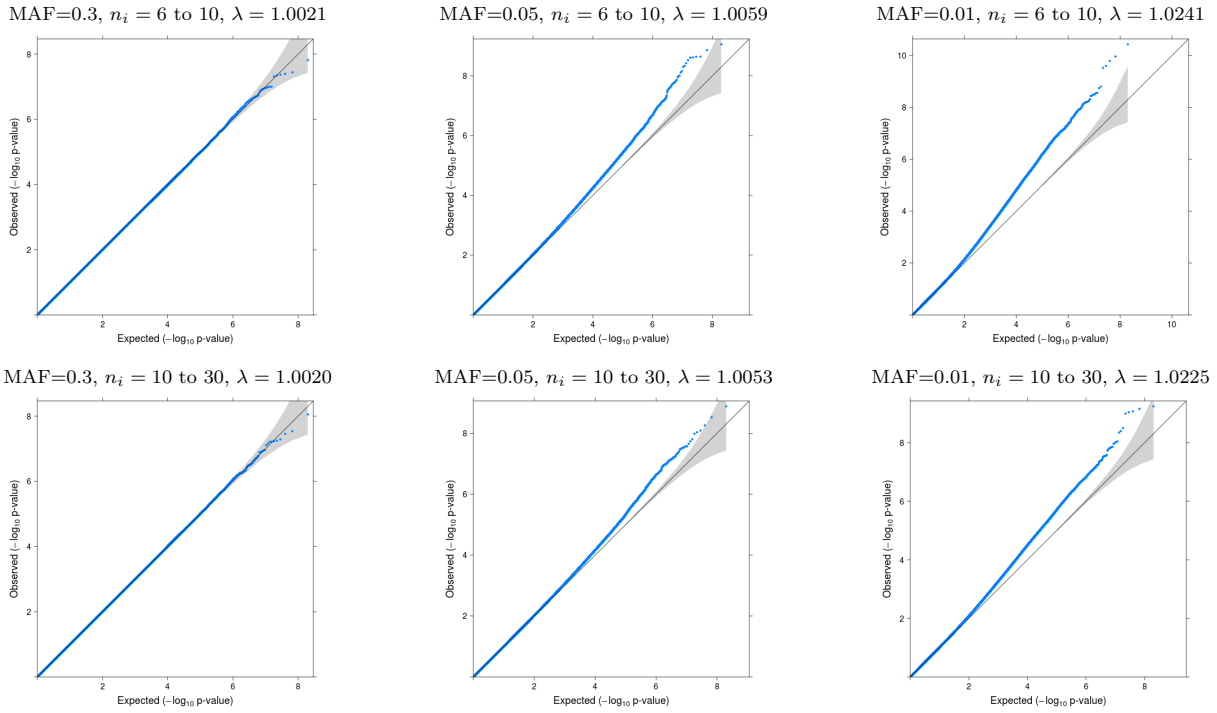 MAF=0.3, nᵢ = 6 to 10, λ = 1.0021
MAF=0.05, nᵢ = 6 to 10, λ = 1.0059
MAF=0.01, nᵢ = 6 to 10, λ = 1.0241
Observed (−log₁₀ p-value)
8
6
4
2
2 4 6 8
Expected (−log₁₀ p-value)
Observed (−log₁₀ p-value)
8
6
4
2
2 4 6 8
Expected (−log₁₀ p-value)
Observed (−log₁₀ p-value)
10
8
6
4
2
2 4 6 8 10
Expected (−log₁₀ p-value)
MAF=0.3, nᵢ = 10 to 30, λ = 1.0020
MAF=0.05, nᵢ = 10 to 30, λ = 1.0053
MAF=0.01, nᵢ = 10 to 30, λ = 1.0225
Observed (−log₁₀ p-value)
8
6
4
2
2 4 6 8
Expected (−log₁₀ p-value)
Observed (−log₁₀ p-value)
8
6
4
2
2 4 6 8
Expected (−log₁₀ p-value)
Observed (−log₁₀ p-value)
8
6
4
2
2 4 6 8
Expected (−log₁₀ p-value)